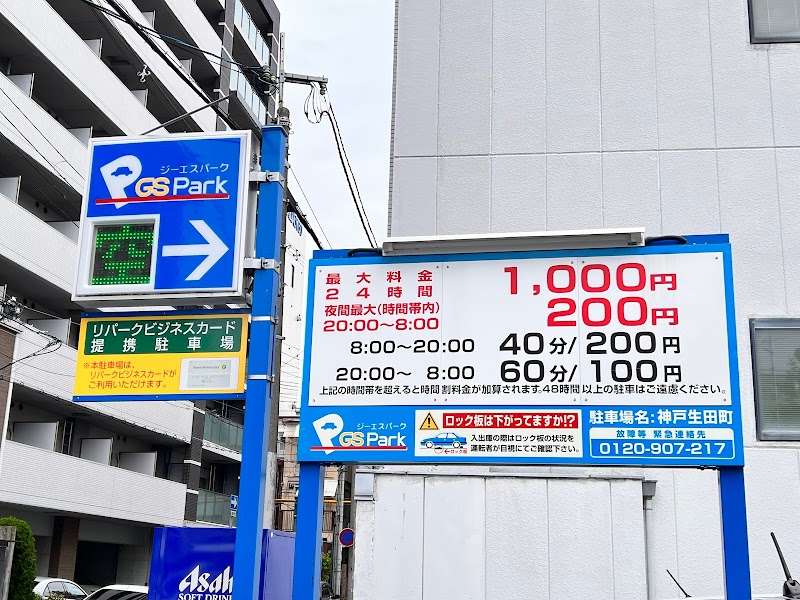 ジーエスパーク
GS Park
空
リパークビジネスカード
提携駐車場
※本駐車場は、
リパークビジネスカードが
ご利用いただけます。
最大料金
24時間 1,000円
夜間最大(時間帯内)
20:00〜8:00 200円
8:00〜20:00 40分/200円
20:00〜 8:00 60分/100円
上記の時間帯を超えると時間割料金が加算されます。48時間以上の駐車はご遠慮ください。
ジーエスパーク
GS Park
ロック板は下がってますか!?
入出庫の際はロック板の状況を
運転者が目視にてご確認下さい。
ロック板
駐車場名:神戸生田町
故障等 緊急連絡先
0120-907-217
Asahi
SOFT DRINK